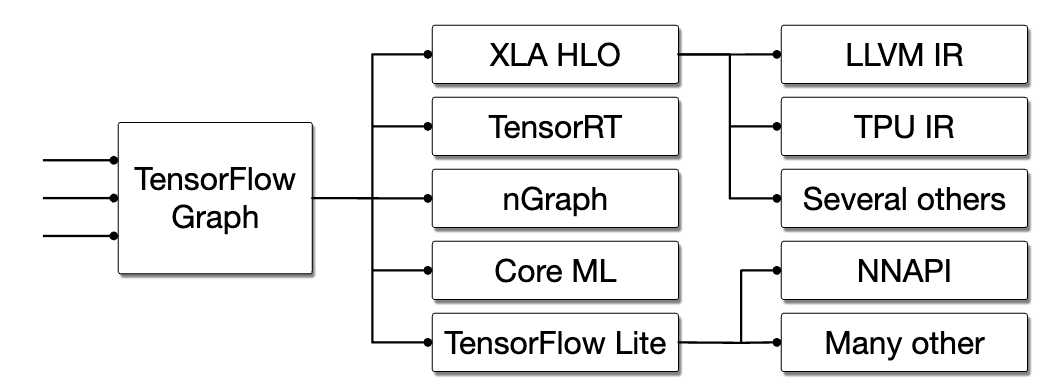 TensorFlow
Graph
XLA HLO
TensorRT
nGraph
Core ML
TensorFlow Lite
LLVM IR
TPU IR
Several others
NNAPI
Many other